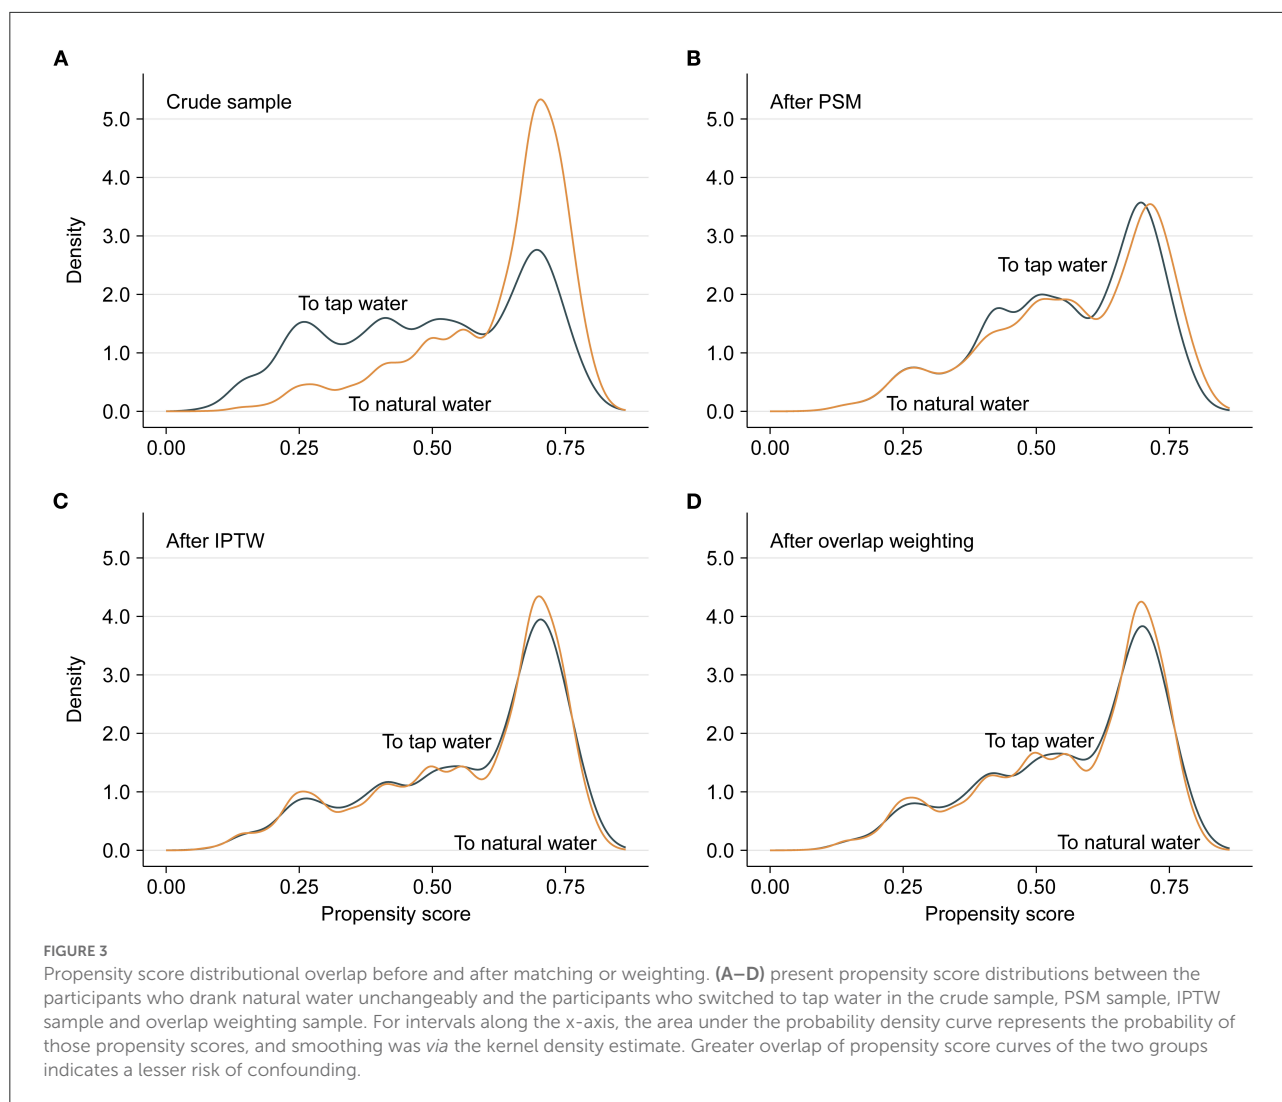 A
Crude sample
5.0
4.0
3.0
2.0
1.0
0.0
Density
To tap water
To natural water
0.00 0.25 0.50 0.75
B
After PSM
5.0
4.0
3.0
2.0
1.0
0.0
To tap water
To natural water
0.00 0.25 0.50 0.75
C
After IPTW
5.0
4.0
3.0
2.0
1.0
0.0
Density
To tap water
To natural water
0.00 0.25 0.50 0.75
Propensity score
D
After overlap weighting
5.0
4.0
3.0
2.0
1.0
0.0
To tap water
To natural water
0.00 0.25 0.50 0.75
Propensity score
FIGURE 3
Propensity score distributional overlap before and after matching or weighting. (A–D) present propensity score distributions between the
participants who drank natural water unchangeably and the participants who switched to tap water in the crude sample, PSM sample, IPTW
sample and overlap weighting sample. For intervals along the x-axis, the area under the probability density curve represents the probability of
those propensity scores, and smoothing was via the kernel density estimate. Greater overlap of propensity score curves of the two groups
indicates a lesser risk of confounding.